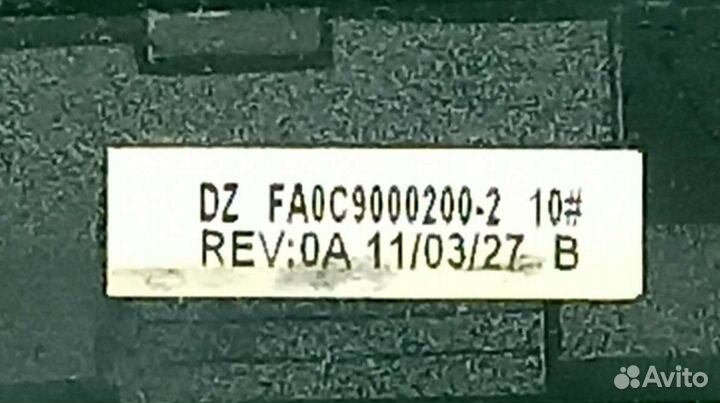 DZ FA0C9000200-2 10#
REV:0A 11/03/27 B
Avito